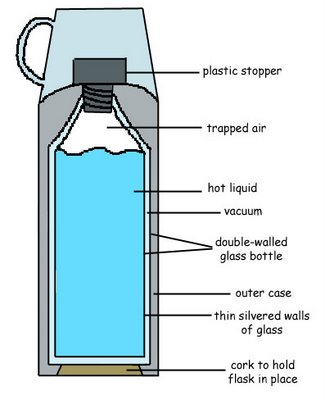 plastic stopper
trapped air
hot liquid
vacuum
double-walled
glass bottle
outer case
thin silvered walls
of glass
cork to hold
flask in place